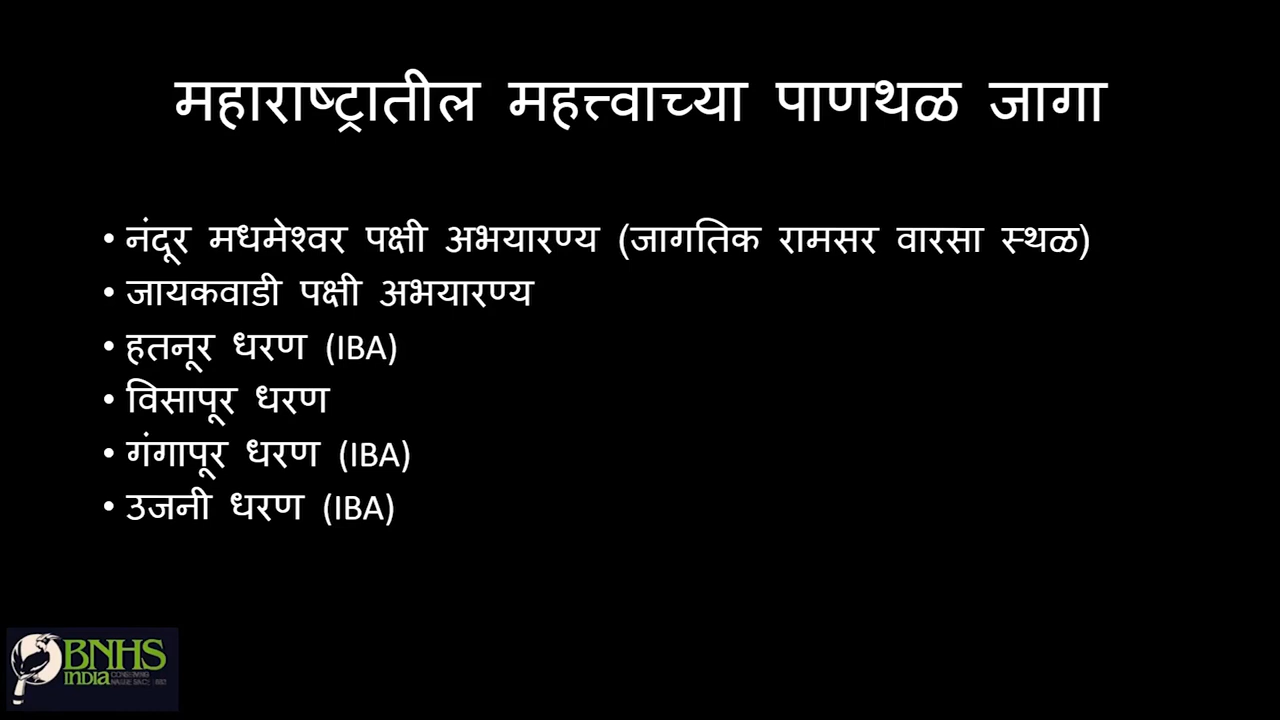 महाराष्ट्रातील महत्त्वाच्या पाणथळ जागा
• नंदूर मधमेश्वर पक्षी अभयारण्य (जागतिक रामसर वारसा स्थळ)
• जायकवाडी पक्षी अभयारण्य
• हतनूर धरण (IBA)
• विसापूर धरण
• गंगापूर धरण (IBA)
• उजनी धरण (IBA)
BNHS
INDIA